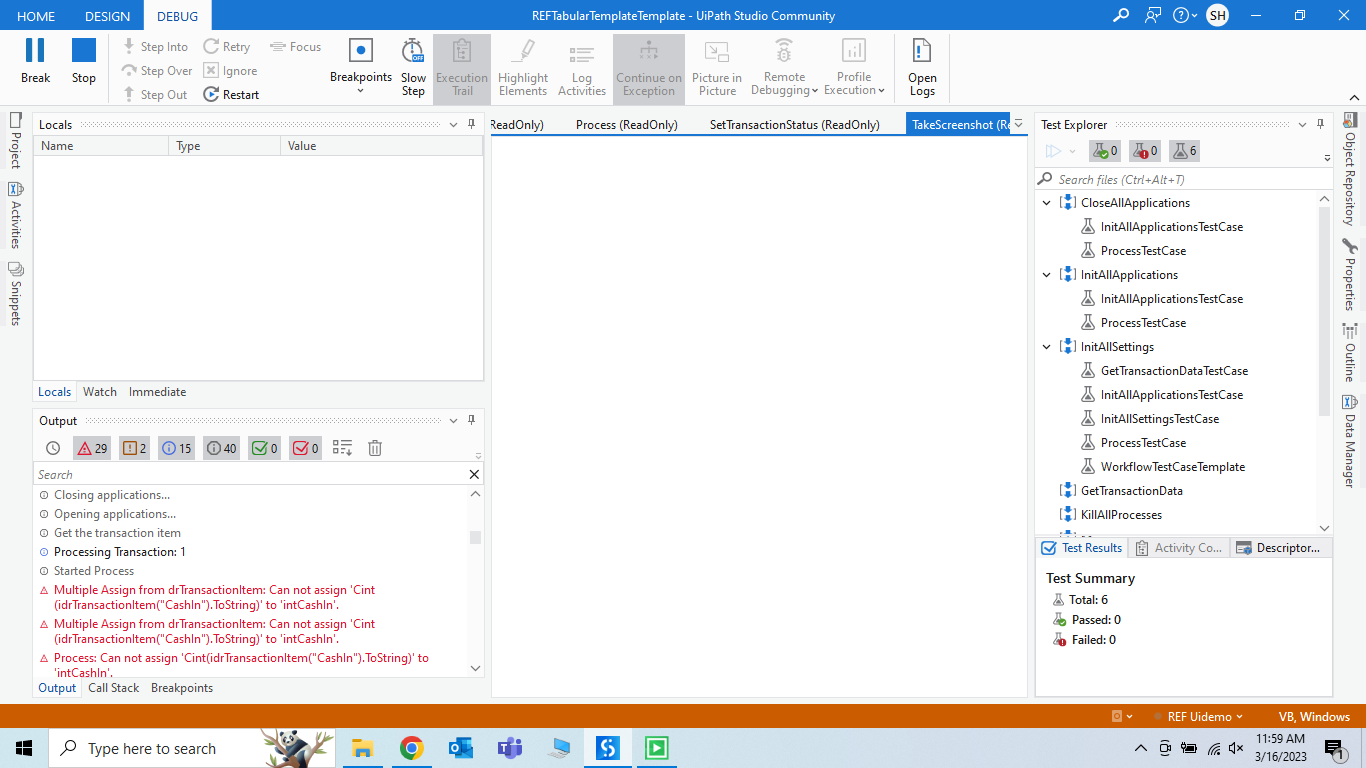 HOME
DESIGN
DEBUG
REFTabularTemplateTemplate - UiPath Studio Community
SH
Break
Stop
Step Into
Step Over
Step Out
Retry
Ignore
Restart
Focus
Breakpoints
Slow
Step
Execution
Trail
Highlight
Elements
Log
Activities
Continue on
Exception
Picture in
Picture
Remote
Debugging
Profile
Execution
Open
Logs
Project
Activities
Snippets
Locals
Name
Type
Value
Locals
Watch
Immediate
Output
29
2
15
40
0
0
Search
Closing applications...
Opening applications...
Get the transaction item
Processing Transaction: 1
Started Process
Multiple Assign from drTransactionItem: Can not assign 'Cint
(idrTransactionItem("CashIn").ToString)' to 'intCashIn'.
Multiple Assign from drTransactionItem: Can not assign 'Cint
(idrTransactionItem("CashIn").ToString)' to 'intCashIn'.
Process: Can not assign 'Cint(idrTransactionItem("CashIn").ToString)' to
'intCashIn'.
Output
Call Stack
Breakpoints
ReadOnly)
Process (ReadOnly)
SetTransactionStatus (ReadOnly)
TakeScreenshot (Re
Test Explorer
0
0
6
Search files (Ctrl+Alt+T)
CloseAllApplications
InitAllApplicationsTestCase
ProcessTestCase
InitAllApplications
InitAllApplicationsTestCase
ProcessTestCase
InitAllSettings
GetTransactionDataTestCase
InitAllApplicationsTestCase
InitAllSettingsTestCase
ProcessTestCase
WorkflowTestCaseTemplate
GetTransactionData
KillAllProcesses
Test Results
Activity Co...
Descriptor...
Test Summary
Total: 6
Passed: 0
Failed: 0
Object Repository
Properties
Outline
Data Manager
REF Uidemo
VB, Windows
Type here to search
11:59 AM
3/16/2023
1